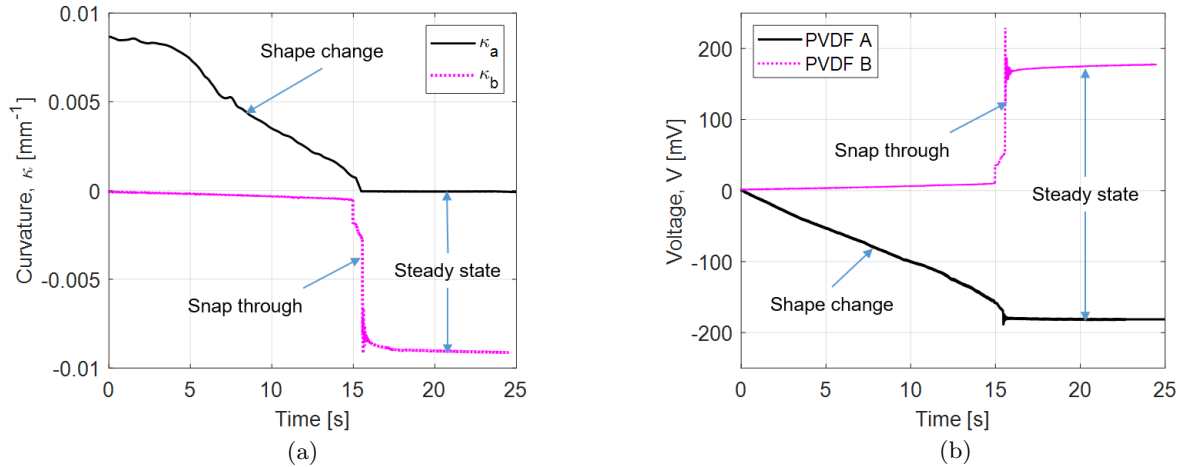 0.01
0.005
0
-0.005
-0.01
Curvature, κ [mm⁻¹]
0
5
10
15
20
25
Time [s]
κa
κb
Shape change
Steady state
Snap through
(a)
200
100
0
-100
-200
Voltage, V [mV]
0
5
10
15
20
25
Time [s]
PVDF A
PVDF B
Snap through
Steady state
Shape change
(b)